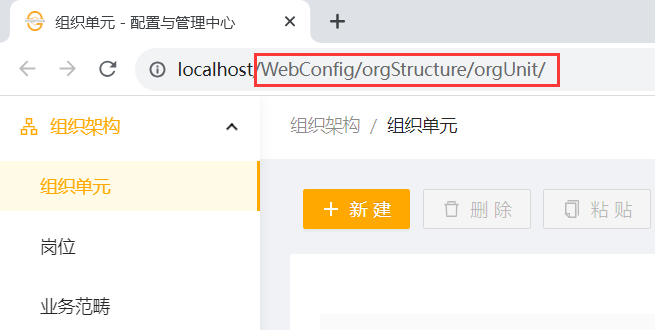 组织单元 - 配置与管理中心
localhost/WebConfig/orgStructure/orgUnit/
组织架构
组织架构 / 组织单元
组织单元
新建 删除 粘贴
岗位
业务范畴